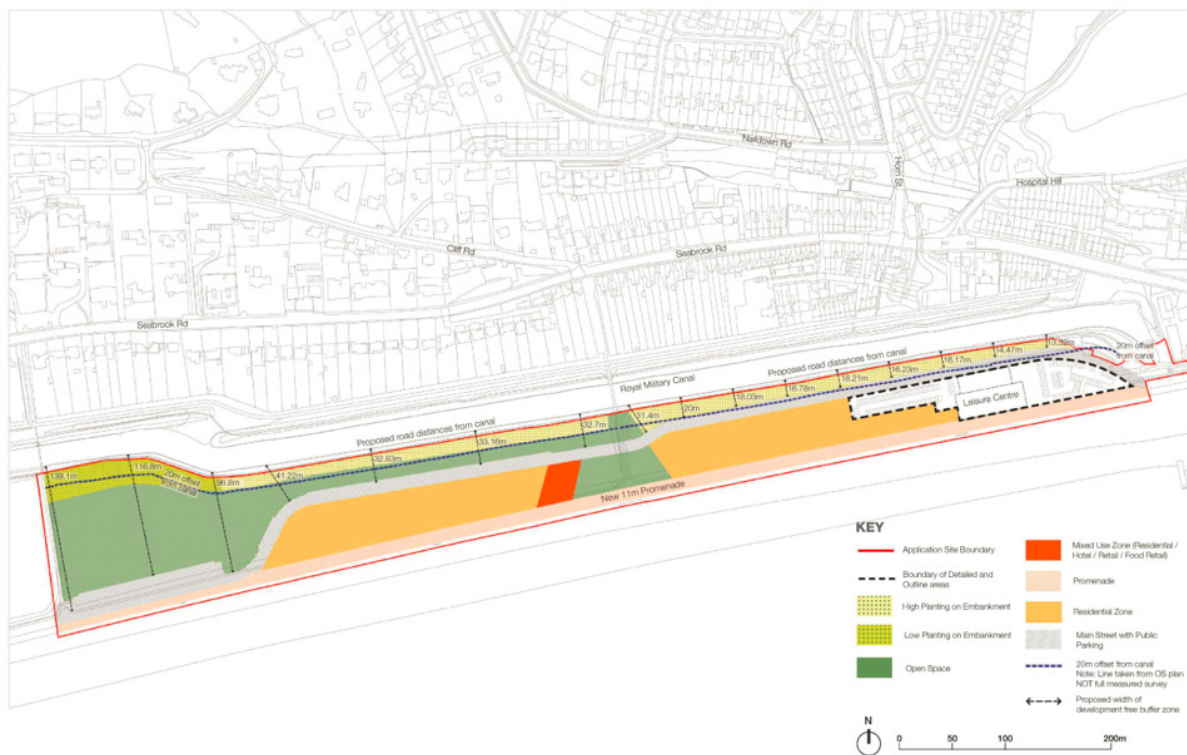 Naildown Rd
Horn St
Hospital Hill
Cliff Rd
Seabrook Rd
Seabrook Rd
Royal Military Canal
Proposed road distances from canal
Proposed road distances from canal
20m offset
from canal
13.32m
14.47m
16.17m
16.23m
16.21m
16.78m
18.03m
20m
31.4m
32.7m
33.16m
32.83m
41.22m
96.8m
20m offset
from canal
116.8m
139.1m
Leisure Centre
New 11m Promenade
KEY
Application Site Boundary
Boundary of Detailed and
Outline areas
High Planting on Embankment
Low Planting on Embankment
Open Space
Mixed Use Zone (Residential /
Hotel / Retail / Food Retail)
Promenade
Residential Zone
Main Street with Public
Parking
20m offset from canal
Note: Line taken from OS plan
NOT full measured survey
Proposed width of
development free buffer zone
N
0 50 100 200m